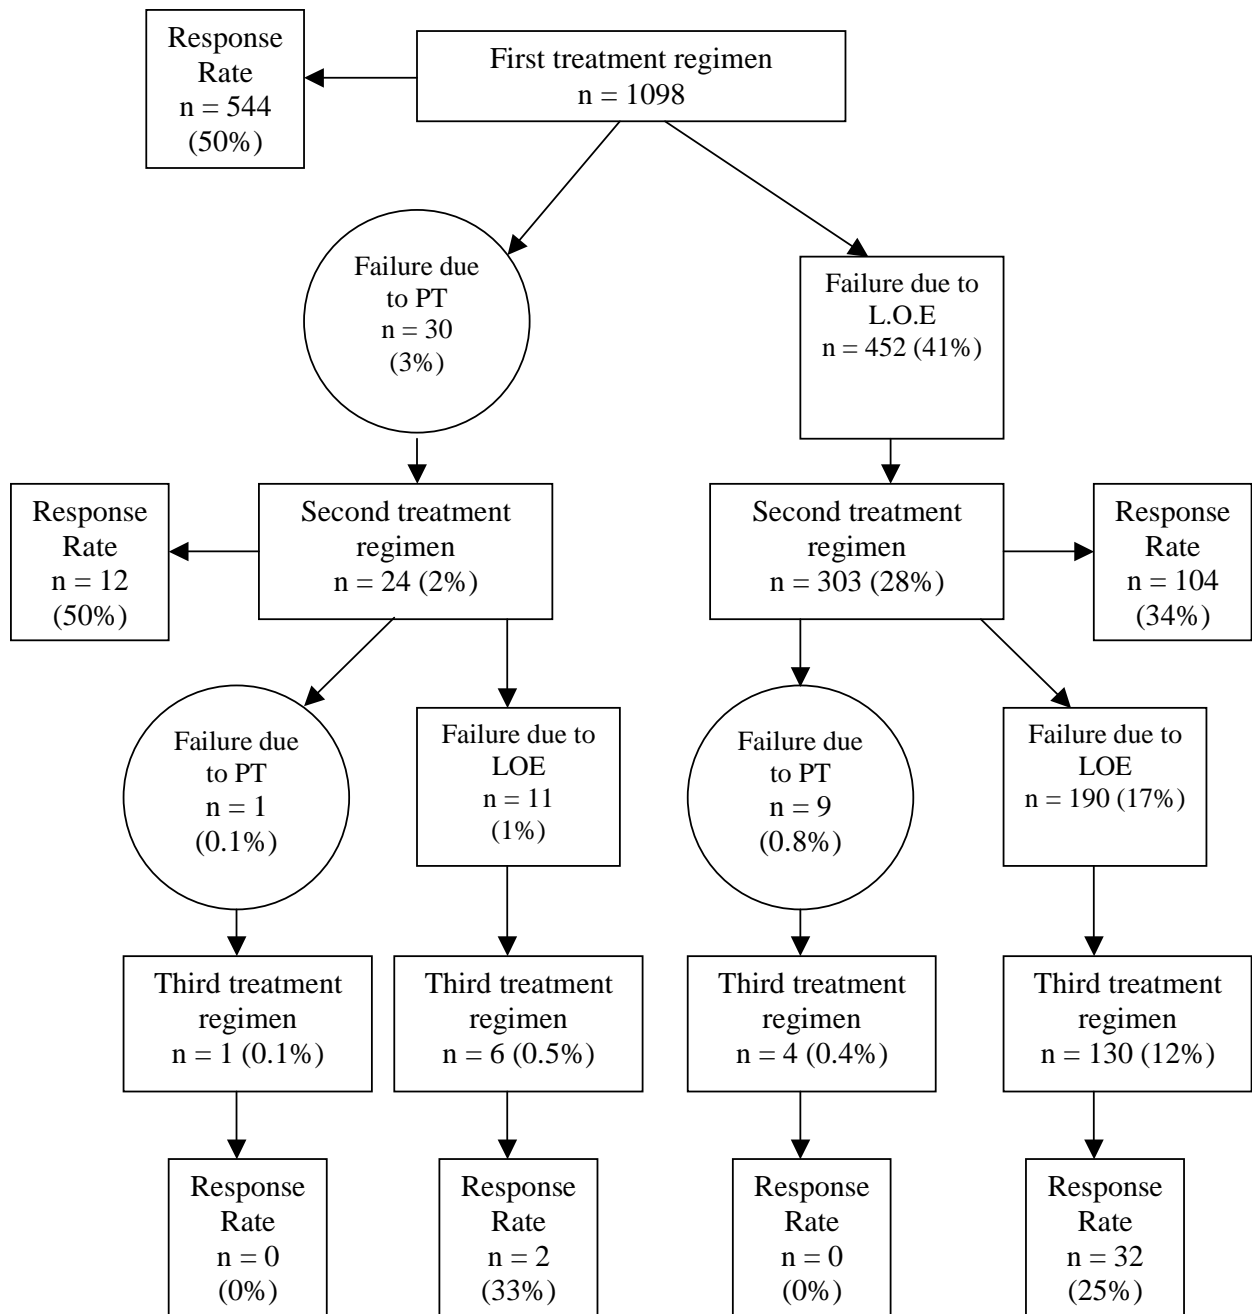 Response
Rate
n = 544
(50%)
First treatment regimen
n = 1098
Failure due
to PT
n = 30
(3%)
Failure due to
L.O.E
n = 452 (41%)
Response
Rate
n = 12
(50%)
Second treatment
regimen
n = 24 (2%)
Second treatment
regimen
n = 303 (28%)
Response
Rate
n = 104
(34%)
Failure due
to PT
n = 1
(0.1%)
Failure due to
LOE
n = 11
(1%)
Failure due
to PT
n = 9
(0.8%)
Failure due to
LOE
n = 190 (17%)
Third treatment
regimen
n = 1 (0.1%)
Third treatment
regimen
n = 6 (0.5%)
Third treatment
regimen
n = 4 (0.4%)
Third treatment
regimen
n = 130 (12%)
Response
Rate
n = 0
(0%)
Response
Rate
n = 2
(33%)
Response
Rate
n = 0
(0%)
Response
Rate
n = 32
(25%)